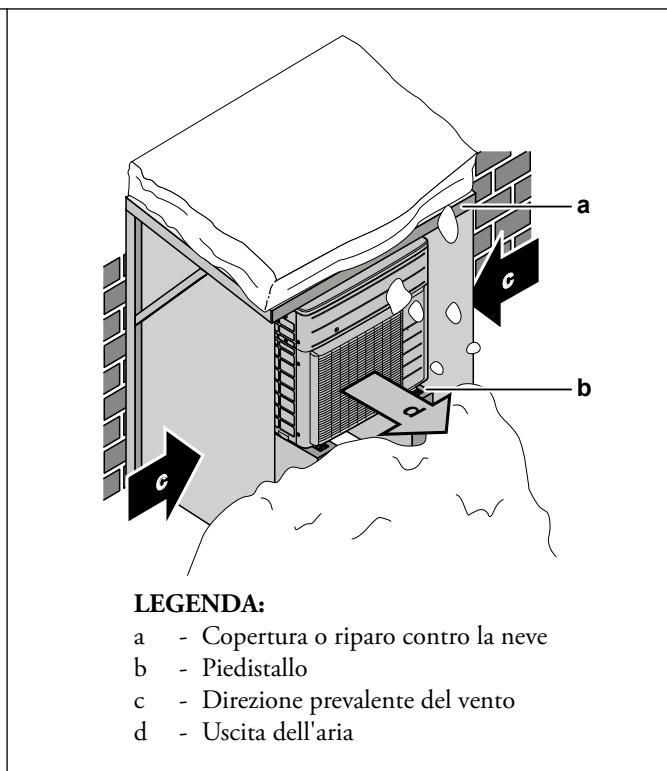 a
c
b
d
c
LEGENDA:
a - Copertura o riparo contro la neve
b - Piedistallo
c - Direzione prevalente del vento
d - Uscita dell'aria